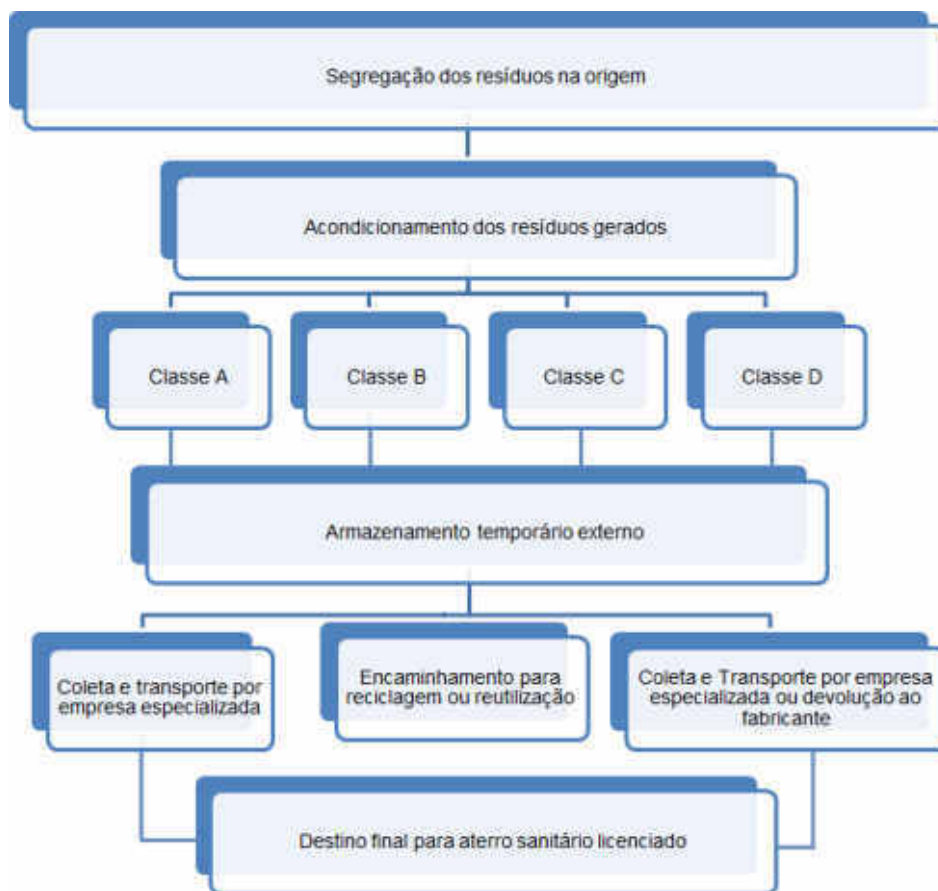 Segregação dos resíduos na origem
Acondicionamento dos resíduos gerados
Classe A
Classe B
Classe C
Classe D
Armazenamento temporário externo
Coleta e transporte por
empresa especializada
Encaminhamento para
reciclagem ou reutilização
Coleta e Transporte por empresa
especializada ou devolução ao
fabricante
Destino final para aterro sanitário licenciado